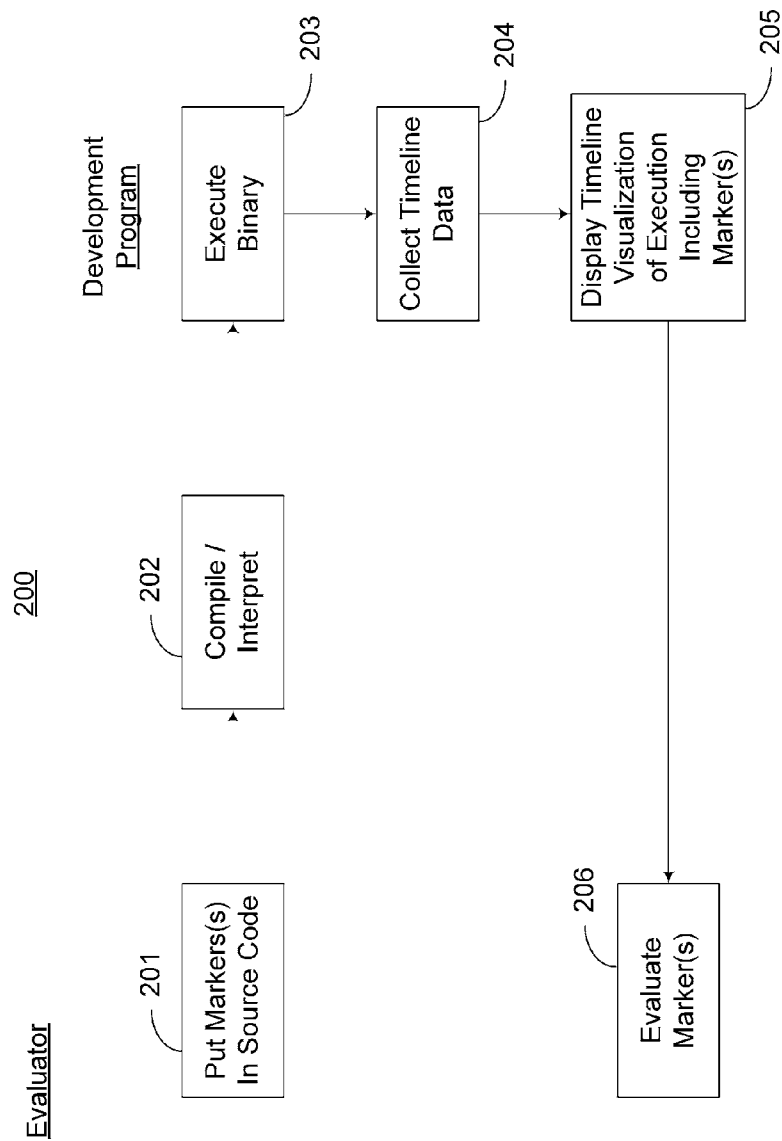 200
Evaluator
Development
Program
201
Put Markers(s)
In Source Code
202
Compile /
Interpret
203
Execute
Binary
204
Collect Timeline
Data
205
Display Timeline
Visualization
of Execution
Including
Marker(s)
206
Evaluate
Marker(s)